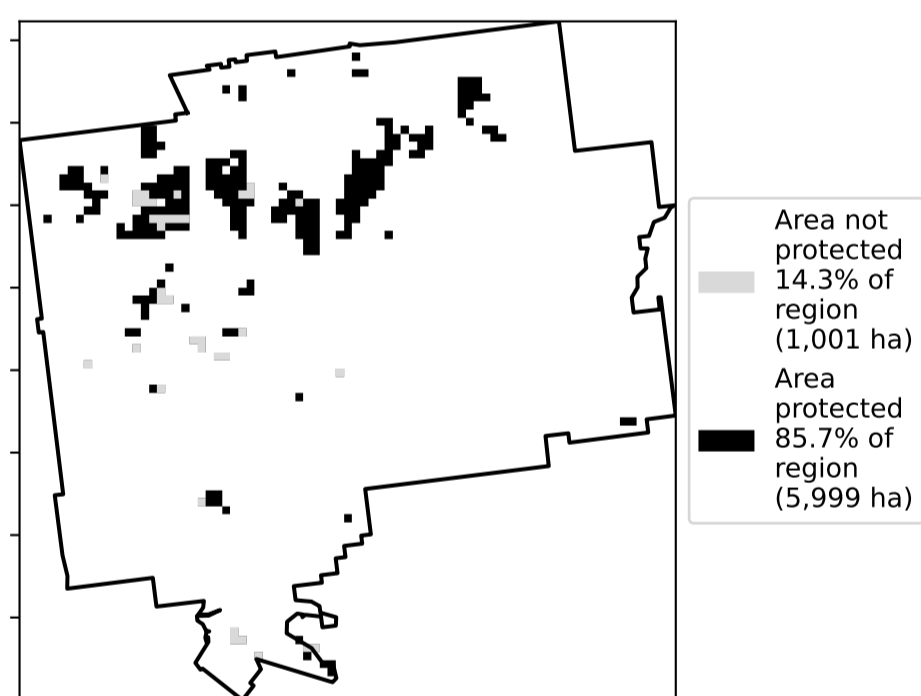 Area not
protected
14.3% of
region
(1,001 ha)
Area
protected
85.7% of
region
(5,999 ha)